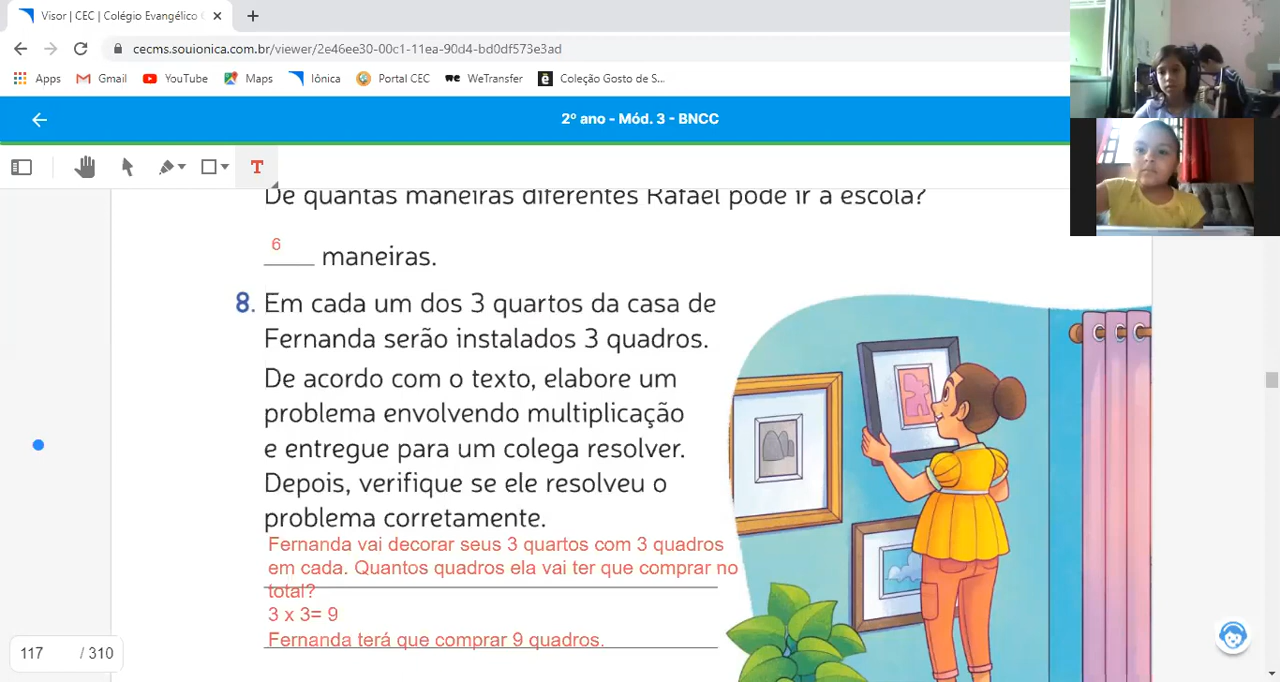 Visor | CEC | Colégio Evangélico
cecms.souionica.com.br/viewer/2e46ee30-00c1-11ea-90d4-bd0df573e3ad
Apps Gmail YouTube Maps Iônica Portal CEC WeTransfer Coleção Gosto de S...
2º ano - Mód. 3 - BNCC
T
De quantas maneiras diferentes Rafael pode ir à escola?
6
____ maneiras.
8. Em cada um dos 3 quartos da casa de
Fernanda serão instalados 3 quadros.
De acordo com o texto, elabore um
problema envolvendo multiplicação
e entregue para um colega resolver.
Depois, verifique se ele resolveu o
problema corretamente.
Fernanda vai decorar seus 3 quartos com 3 quadros
em cada. Quantos quadros ela vai ter que comprar no
total?
3 x 3= 9
Fernanda terá que comprar 9 quadros.
117 / 310